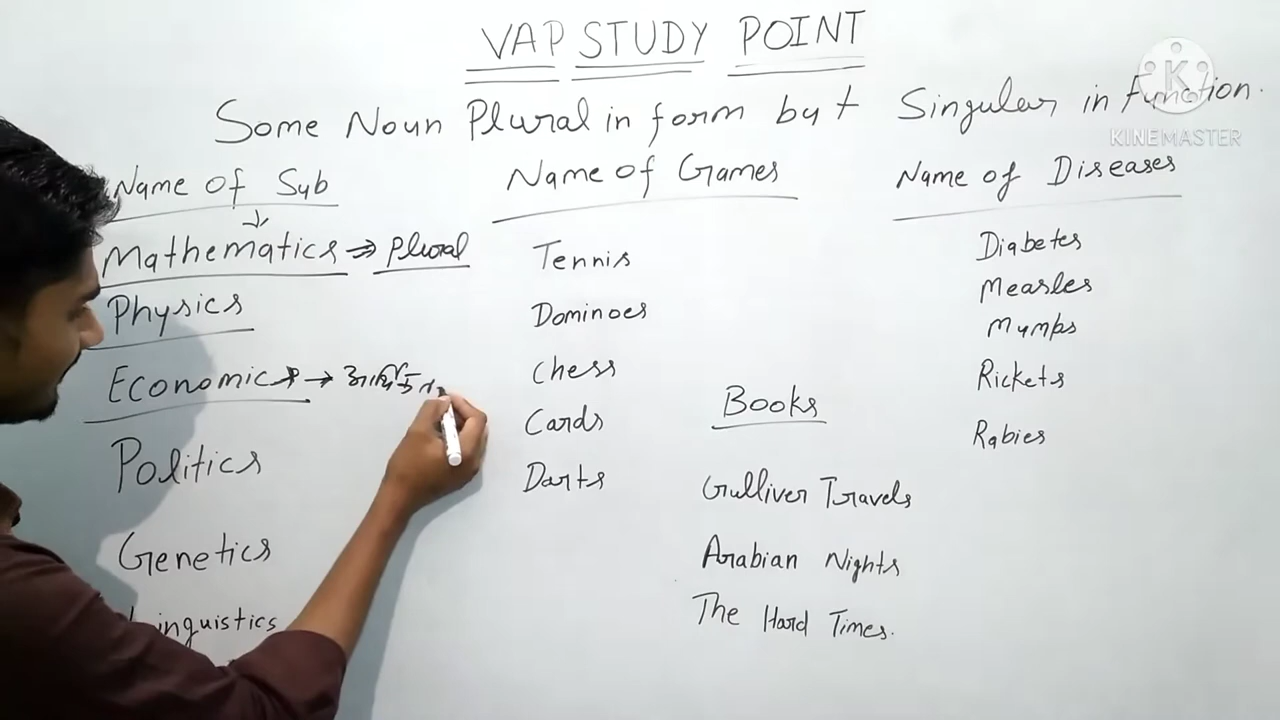 VAP STUDY POINT
Some Noun Plural in form but Singular in Function.
KINEMASTER
Name Of Sub
Mathematics => Plural
Physics
Economics →
Politics
Genetics
Linguistics
Name of Games
Tennis
Dominoes
Chess
Cards
Darts
Books
Gulliver Travels
Arabian Nights
The Hard Times.
Name of Diseases
Diabetes
Measles
Mumps
Rickets
Rabies